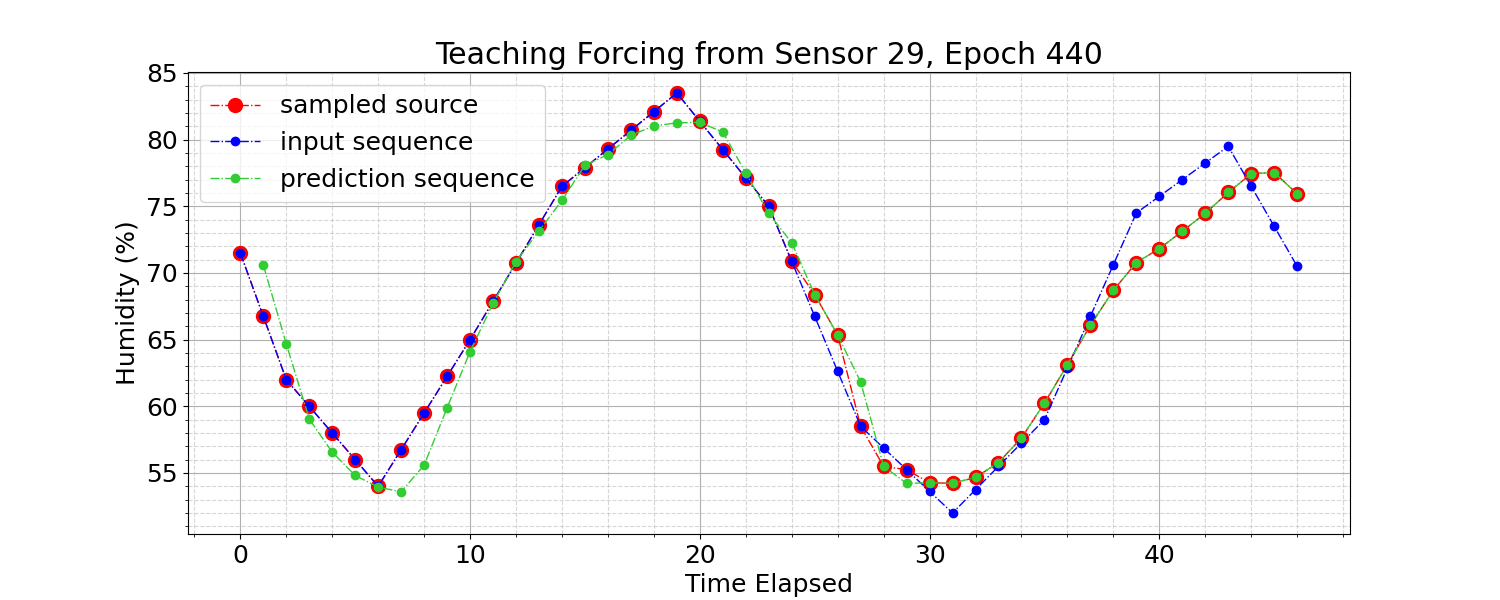 Teaching Forcing from Sensor 29, Epoch 440
85
80
75
70
65
60
55
Humidity (%)
sampled source
input sequence
prediction sequence
0 10 20 30 40
Time Elapsed